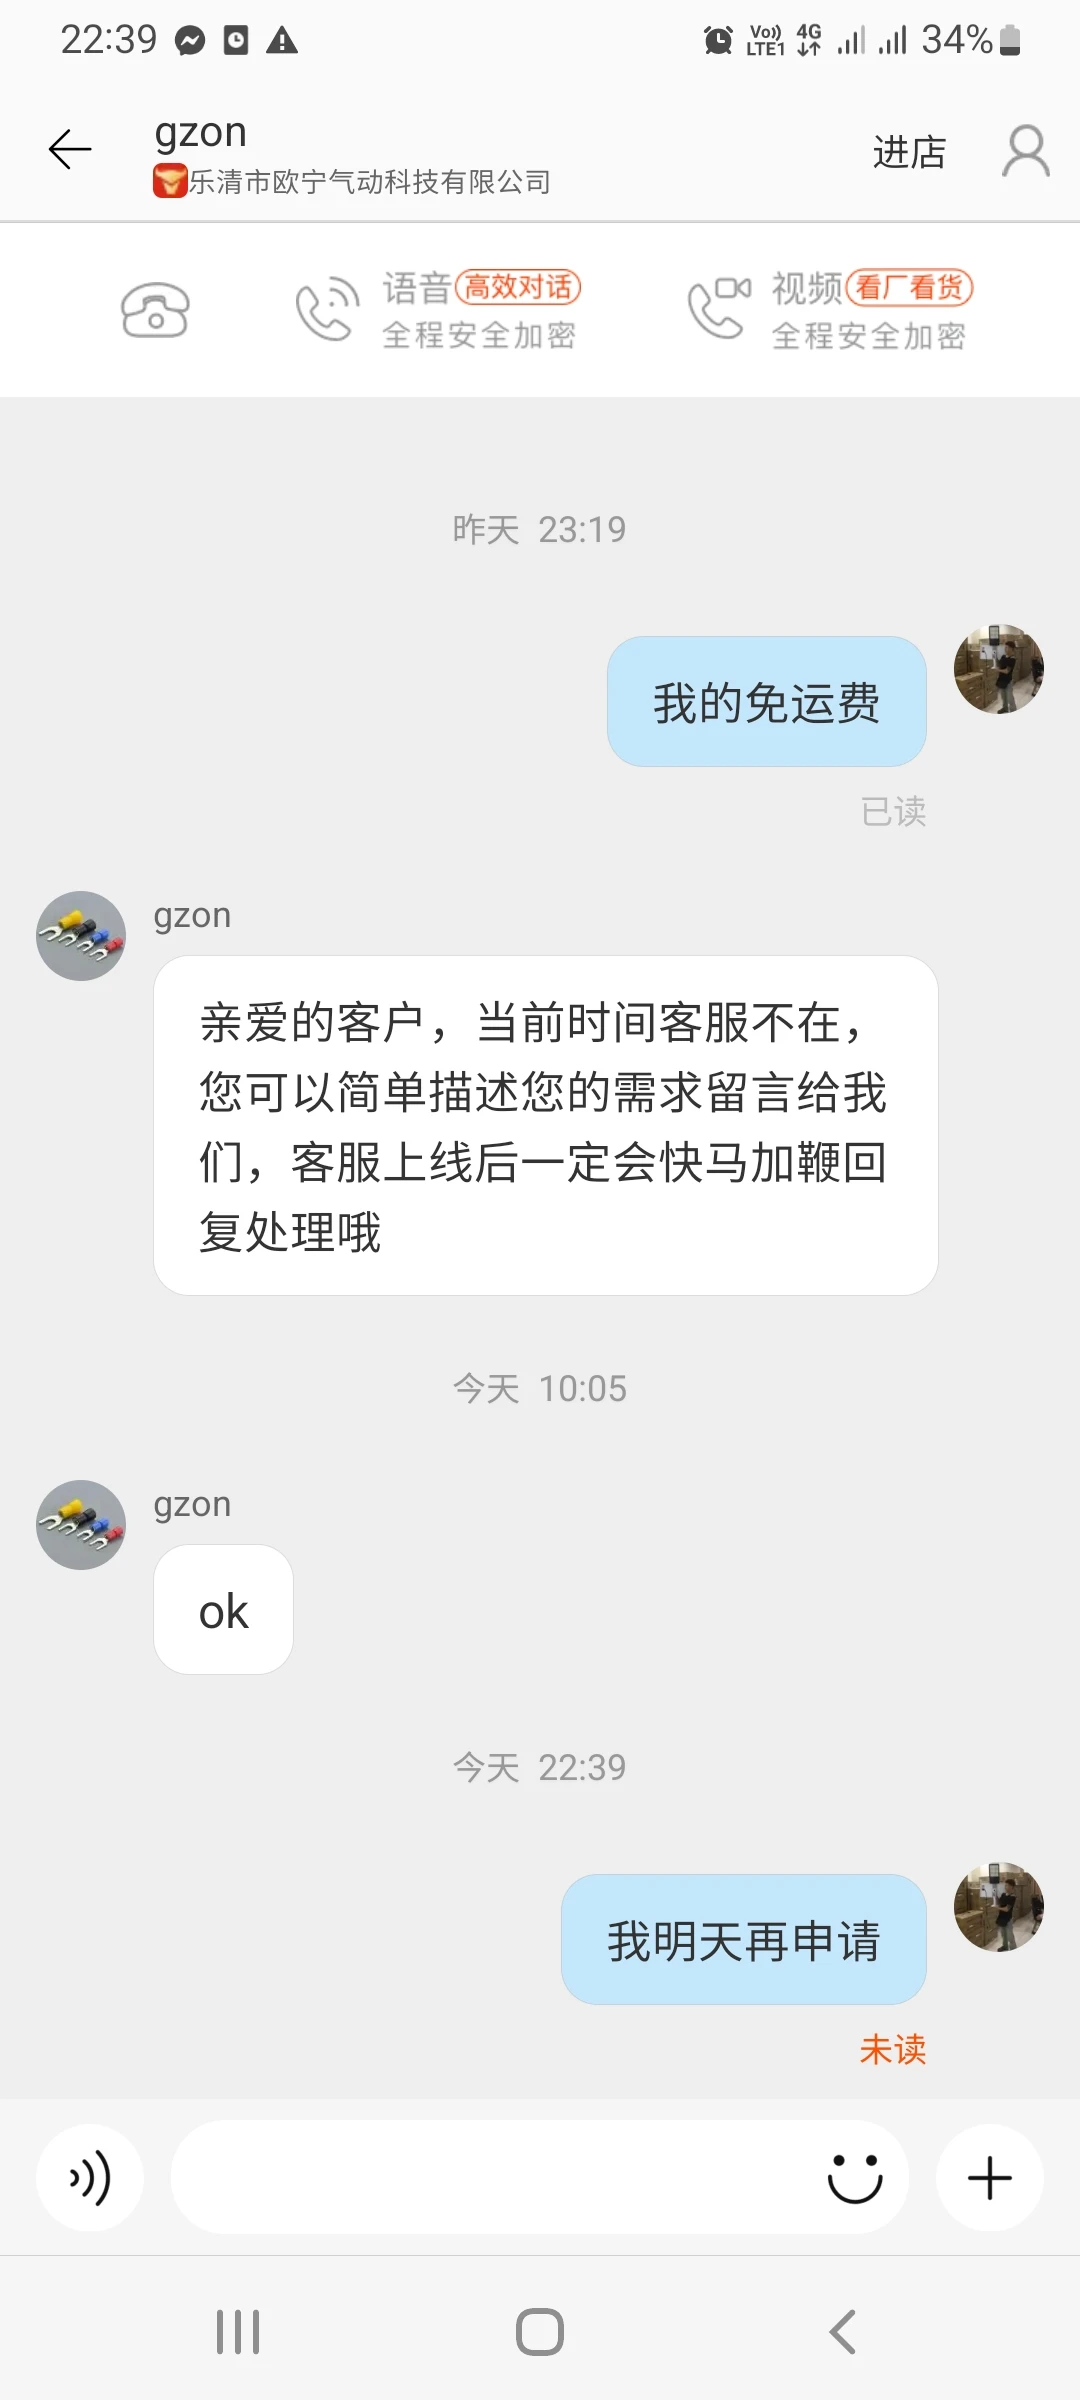 22:39
Vo)) LTE1 4G 34%
gzon
乐清市欧宁气动科技有限公司
进店
语音 高效对话
全程安全加密
视频 看厂看货
全程安全加密
昨天 23:19
我的免运费
已读
gzon
亲爱的客户，当前时间客服不在，
您可以简单描述您的需求留言给我
们，客服上线后一定会快马加鞭回
复处理哦
今天 10:05
gzon
ok
今天 22:39
我明天再申请
未读